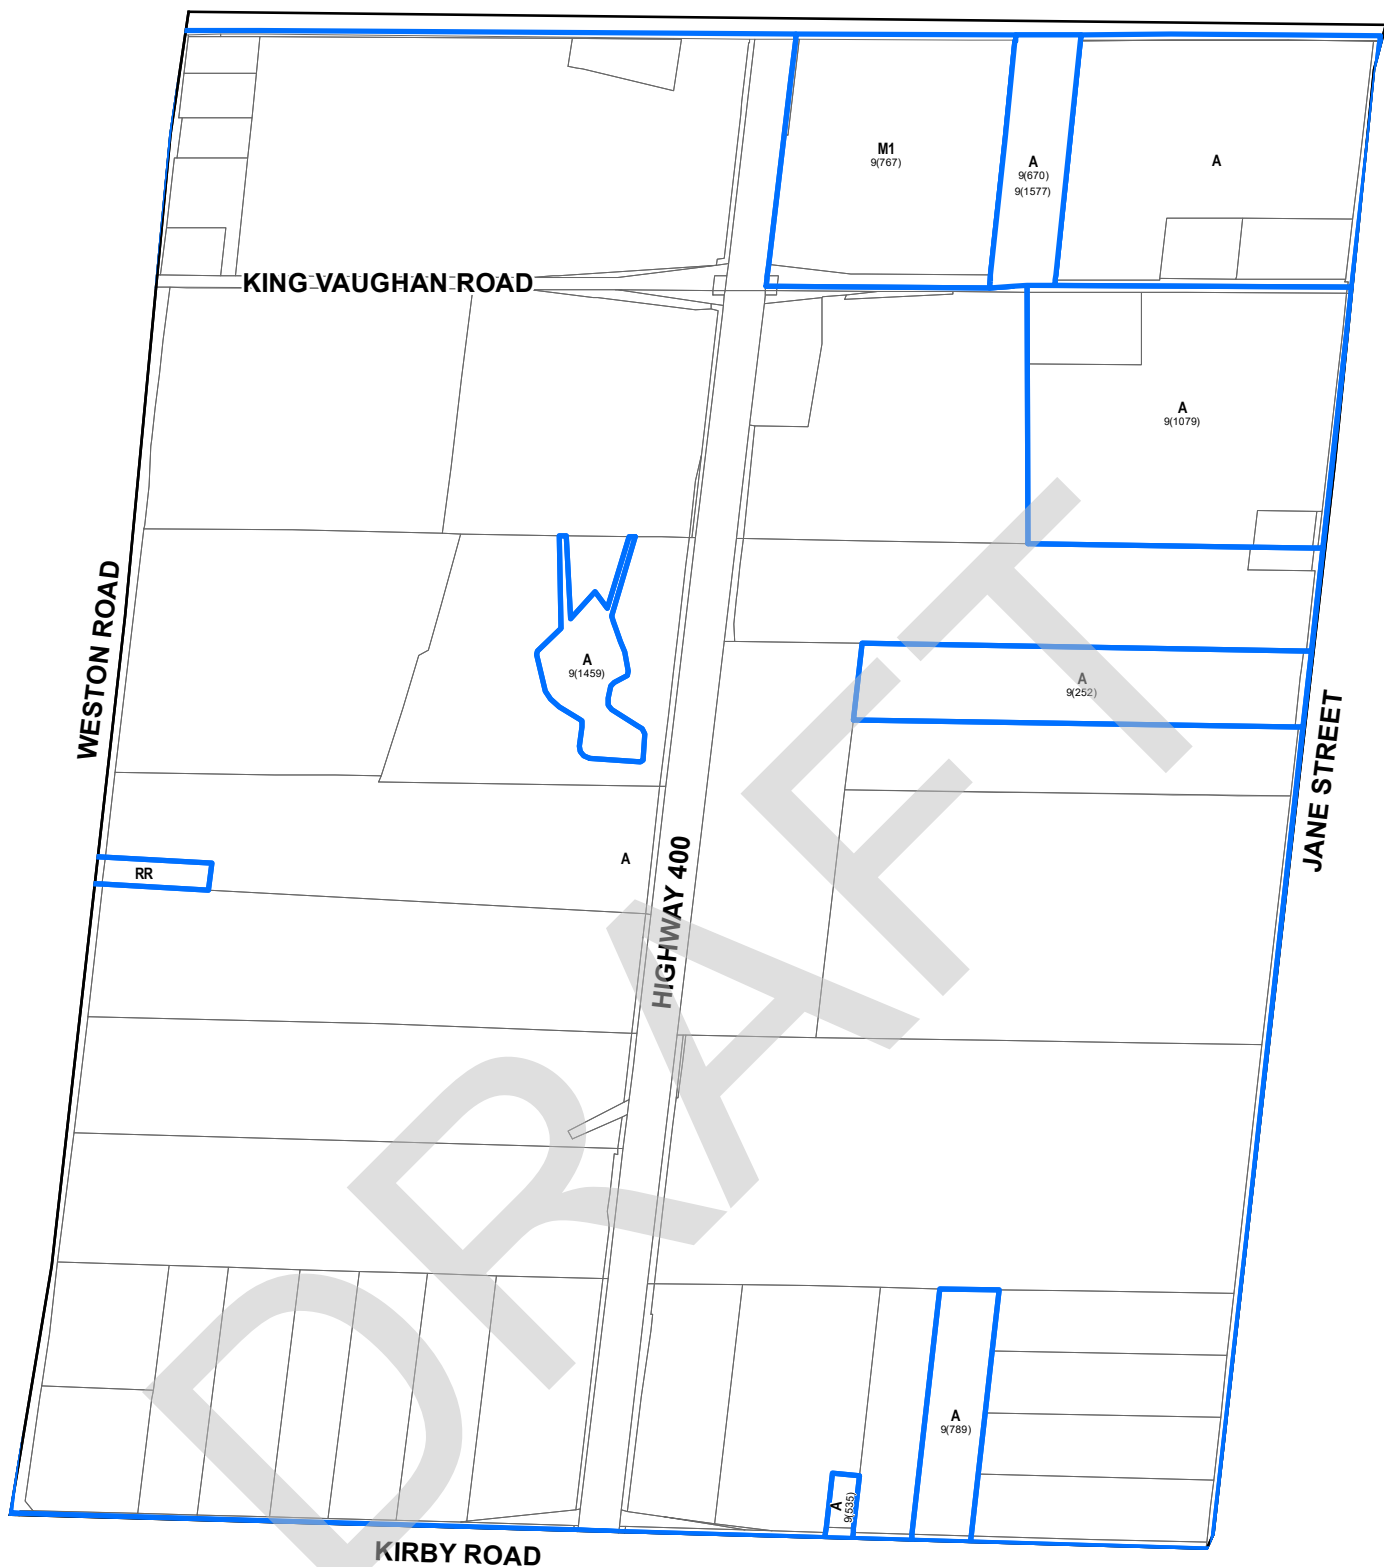 M1
9(767)
A
9(670)
9(1577)
A
KING VAUGHAN ROAD
A
9(1079)
WESTON ROAD
A
9(1459)
A
9(252)
JANE STREET
A
RR
HIGHWAY 400
DRAFT
A
9(789)
A
9(535)
KIRBY ROAD